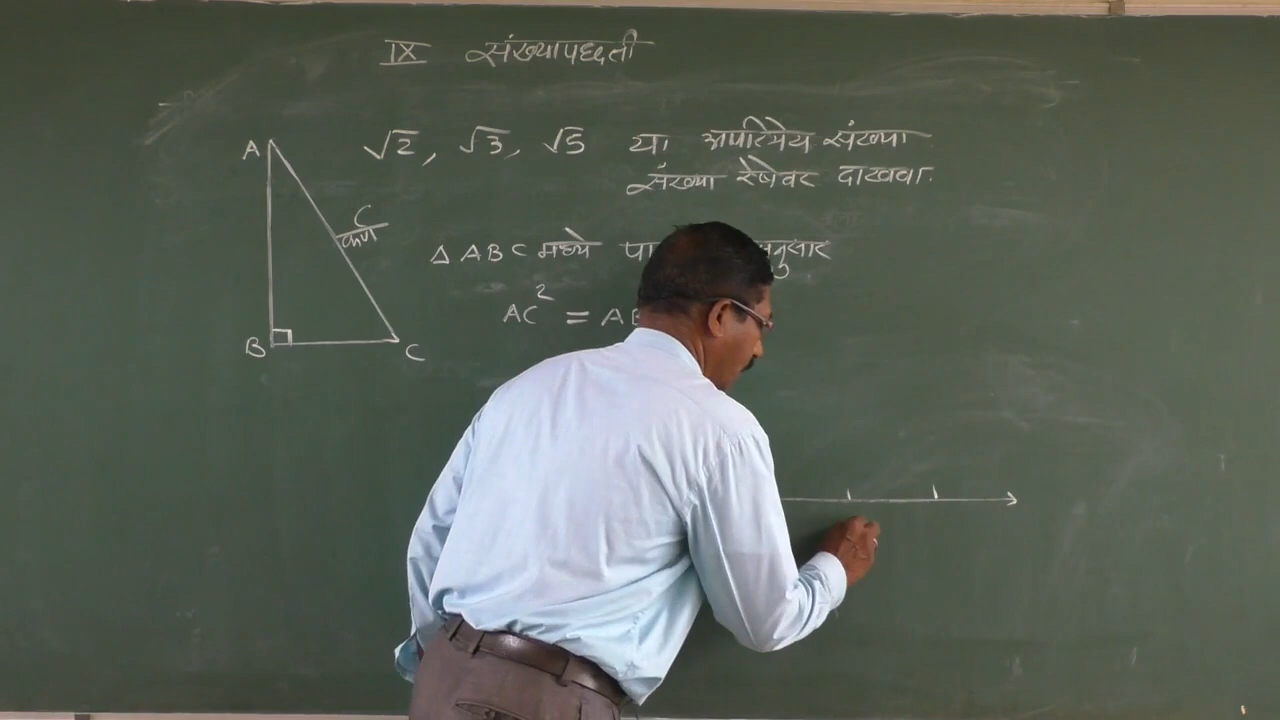 IX संख्यापद्धती
√2, √3, √5 या अपरिमेय संख्या
संख्या रेषेवर दाखवा.
A
C
कर्ण
B
C
△ABC मध्ये पा नुसार
AC² = AB